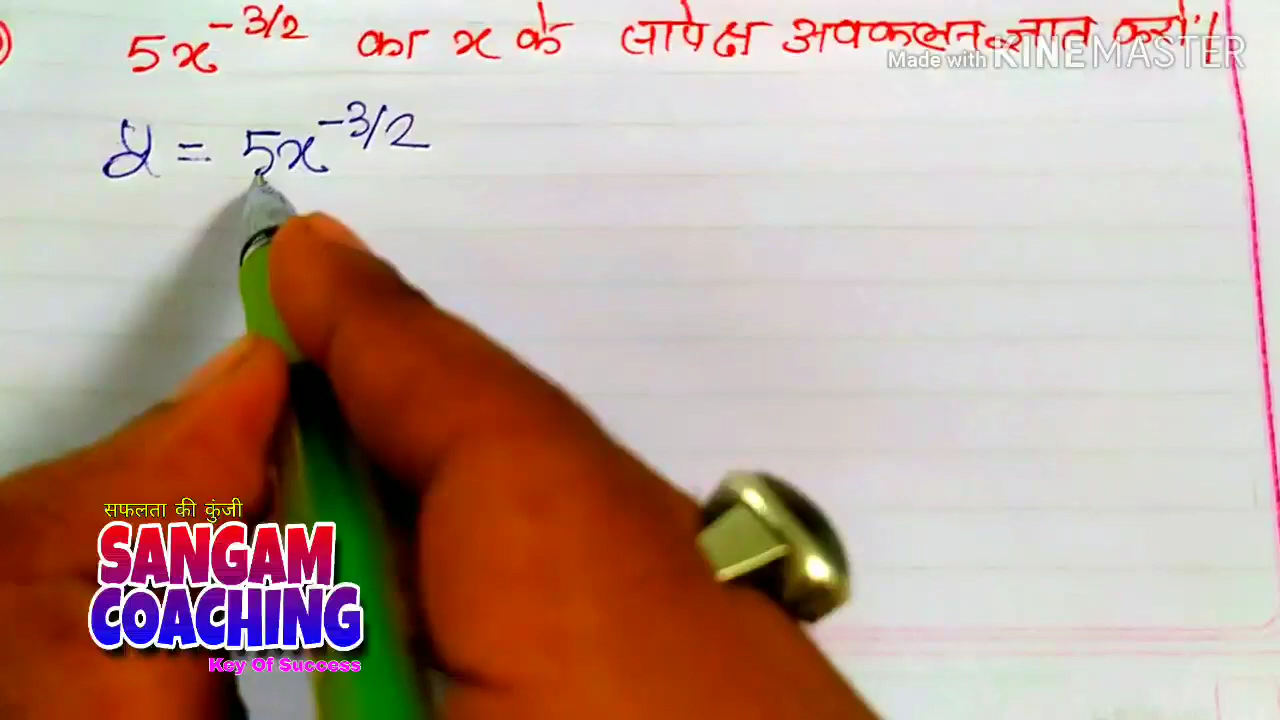 ) 5x^{-3/2} का x के सापेक्ष अवकलन ज्ञात करो।
Made with KINEMASTER
y = 5x^{-3/2}
सफलता की कुंजी
SANGAM
COACHING
Key Of Success